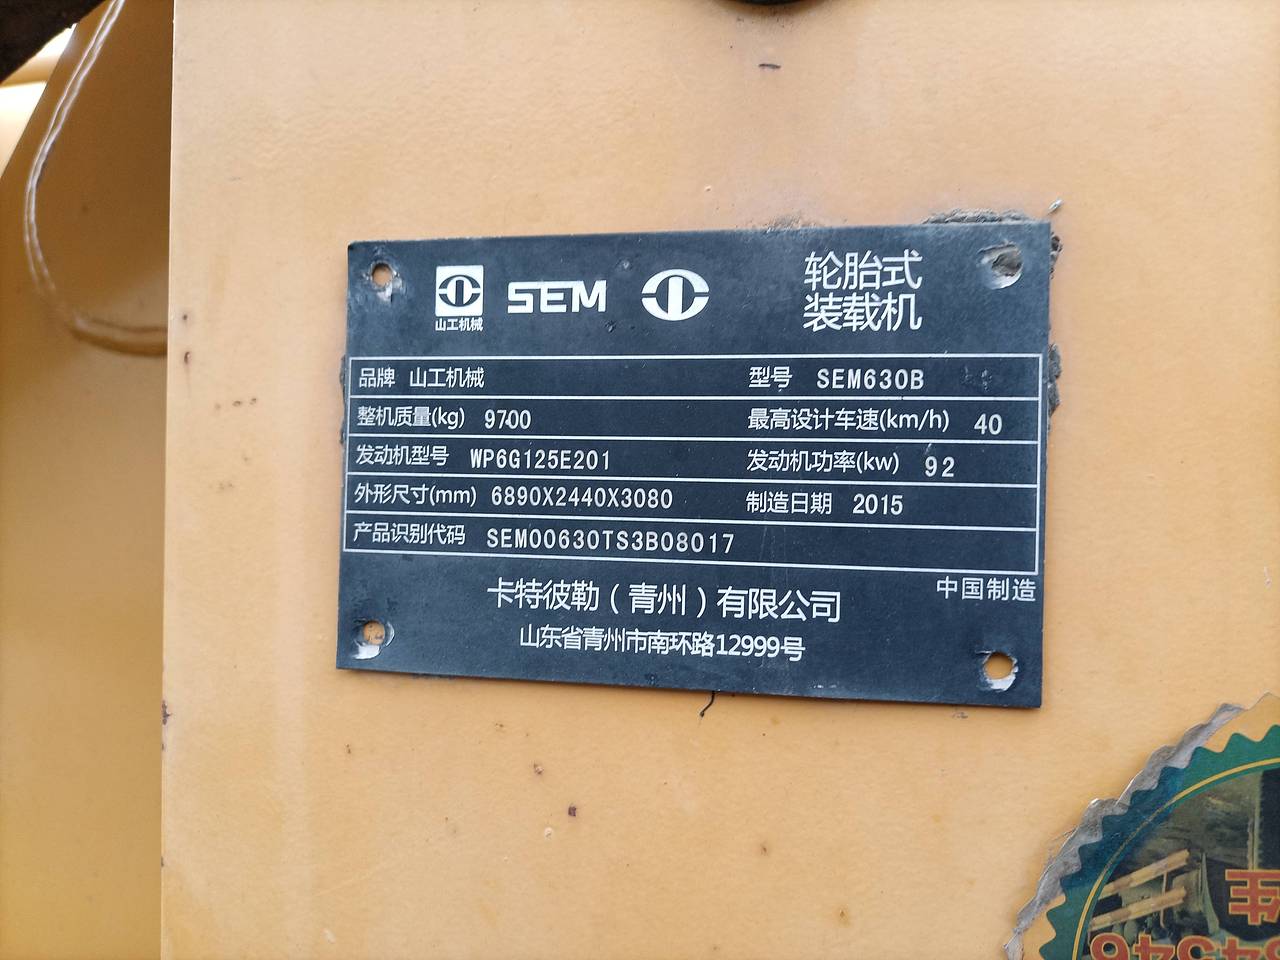 山工机械
SEM
轮胎式
装载机
品牌 山工机械 型号 SEM630B
整机质量(kg) 9700 最高设计车速(km/h) 40
发动机型号 WP6G125E201 发动机功率(kw) 92
外形尺寸(mm) 6890X2440X3080 制造日期 2015
产品识别代码 SEM00630TS3B08017
中国制造
卡特彼勒（青州）有限公司
山东省青州市南环路12999号